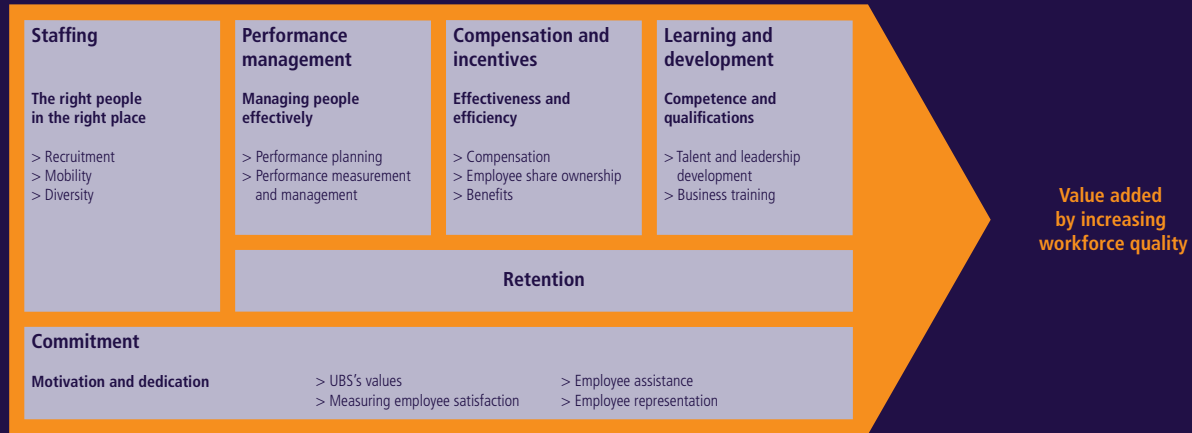 Staffing
The right people
in the right place
> Recruitment
> Mobility
> Diversity
Performance
management
Managing people
effectively
> Performance planning
> Performance measurement
and management
Compensation and
incentives
Effectiveness and
efficiency
> Compensation
> Employee share ownership
> Benefits
Learning and
development
Competence and
qualifications
> Talent and leadership
development
> Business training
Retention
Commitment
Motivation and dedication
> UBS's values
> Measuring employee satisfaction
> Employee assistance
> Employee representation
Value added
by increasing
workforce quality